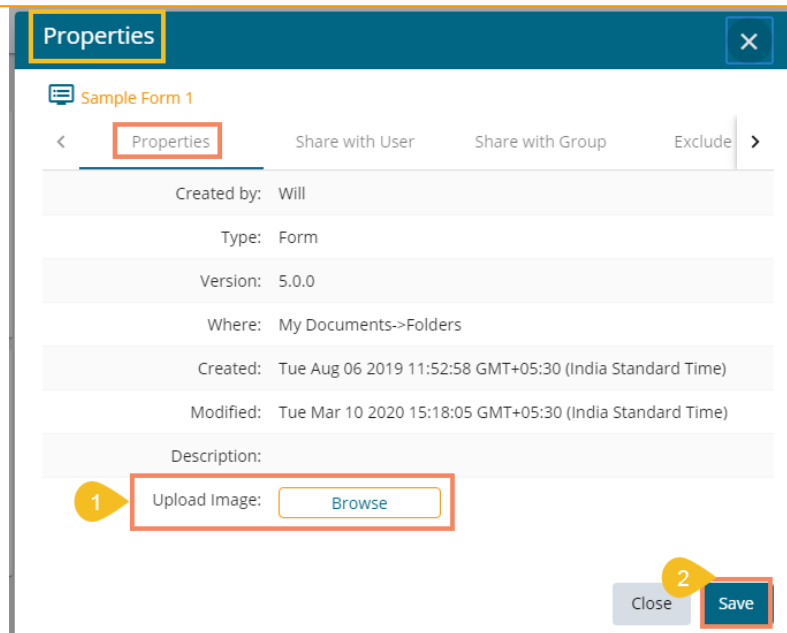 Properties
Sample Form 1
Properties Share with User Share with Group Exclude
Created by: Will
Type: Form
Version: 5.0.0
Where: My Documents->Folders
Created: Tue Aug 06 2019 11:52:58 GMT+05:30 (India Standard Time)
Modified: Tue Mar 10 2020 15:18:05 GMT+05:30 (India Standard Time)
Description:
1 Upload Image: Browse
2
Close Save